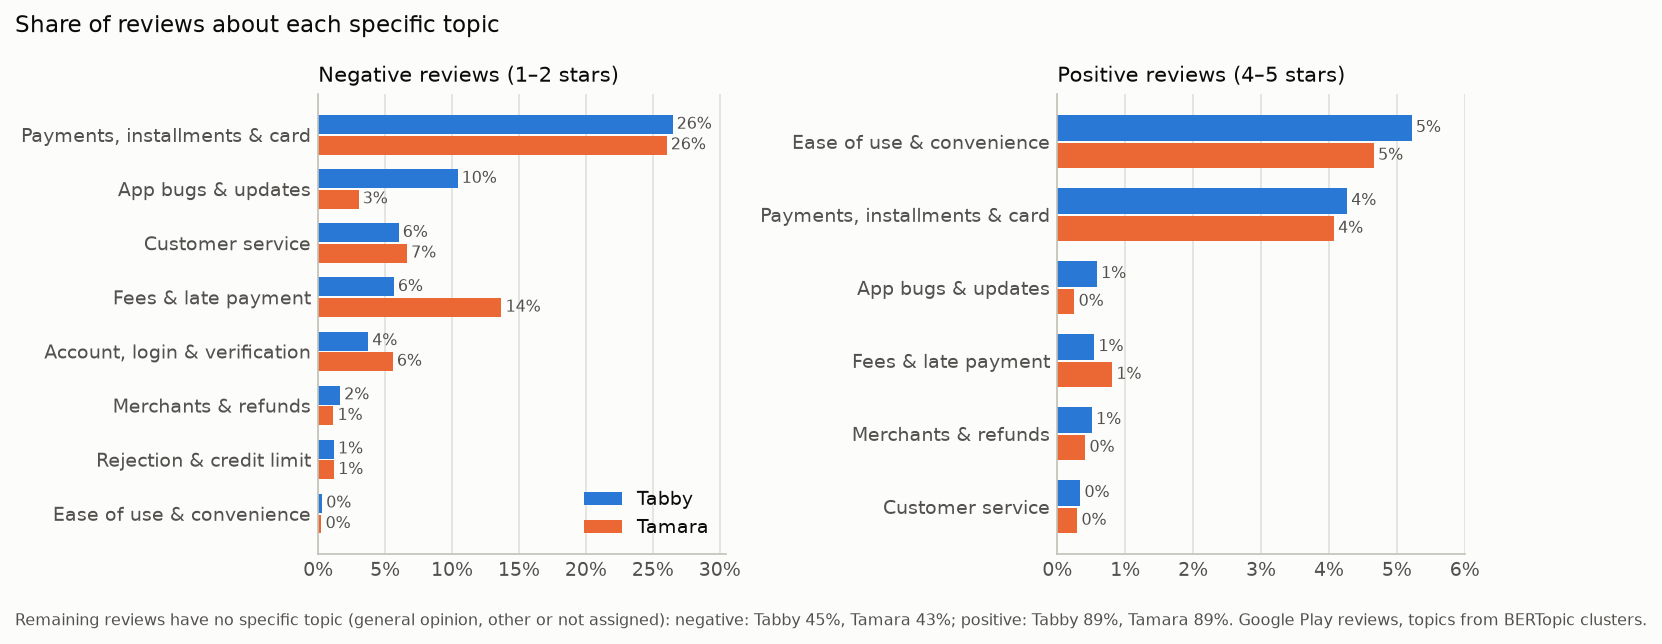 Share of reviews about each specific topic
Negative reviews (1–2 stars)
Payments, installments & card
26%
26%
App bugs & updates
10%
3%
Customer service
6%
7%
Fees & late payment
6%
14%
Account, login & verification
4%
6%
Merchants & refunds
2%
1%
Rejection & credit limit
1%
1%
Ease of use & convenience
0%
0%
Tabby
Tamara
0% 5% 10% 15% 20% 25% 30%
Positive reviews (4–5 stars)
Ease of use & convenience
5%
5%
Payments, installments & card
4%
4%
App bugs & updates
1%
0%
Fees & late payment
1%
1%
Merchants & refunds
1%
0%
Customer service
0%
0%
0% 1% 2% 3% 4% 5% 6%
Remaining reviews have no specific topic (general opinion, other or not assigned): negative: Tabby 45%, Tamara 43%; positive: Tabby 89%, Tamara 89%. Google Play reviews, topics from BERTopic clusters.